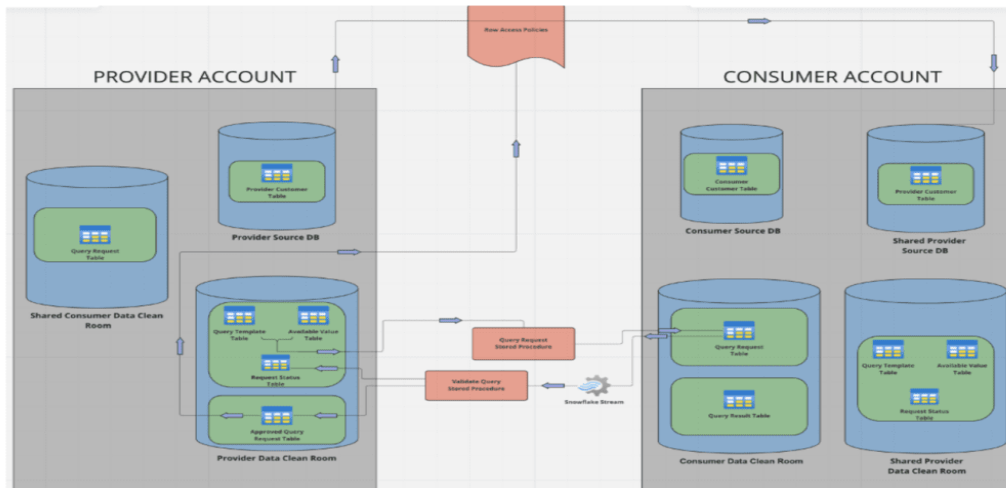 Row Access Policies
PROVIDER ACCOUNT
CONSUMER ACCOUNT
Provider Customer
Table
Provider Source DB
Query Request
Table
Shared Consumer Data Clean
Room
Query Template
Table
Available Value
Table
Request Status
Table
Approved Query
Request Table
Provider Data Clean Room
Query Request
Stored Procedure
Validate Query
Stored Procedure
Snowflake Stream
Consumer
Customer Table
Consumer Source DB
Provider Customer
Table
Shared Provider
Source DB
Query Request
Table
Query Result Table
Consumer Data Clean Room
Query Template
Table
Available Value
Table
Request Status
Table
Shared Provider
Data Clean Room